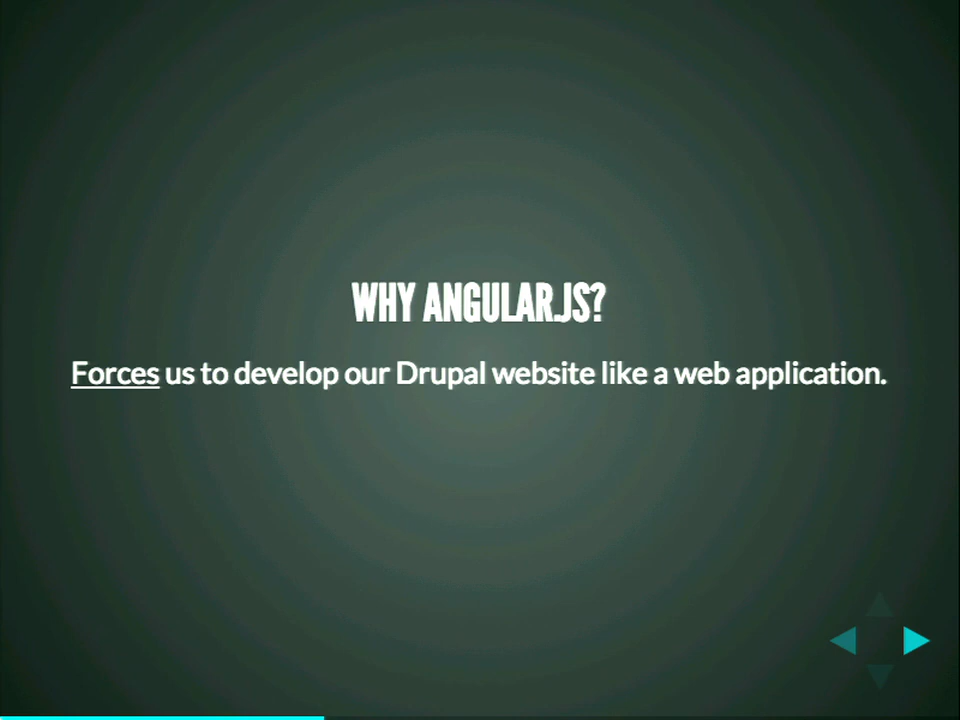 WHY ANGULAR.JS?
Forces us to develop our Drupal website like a web application.